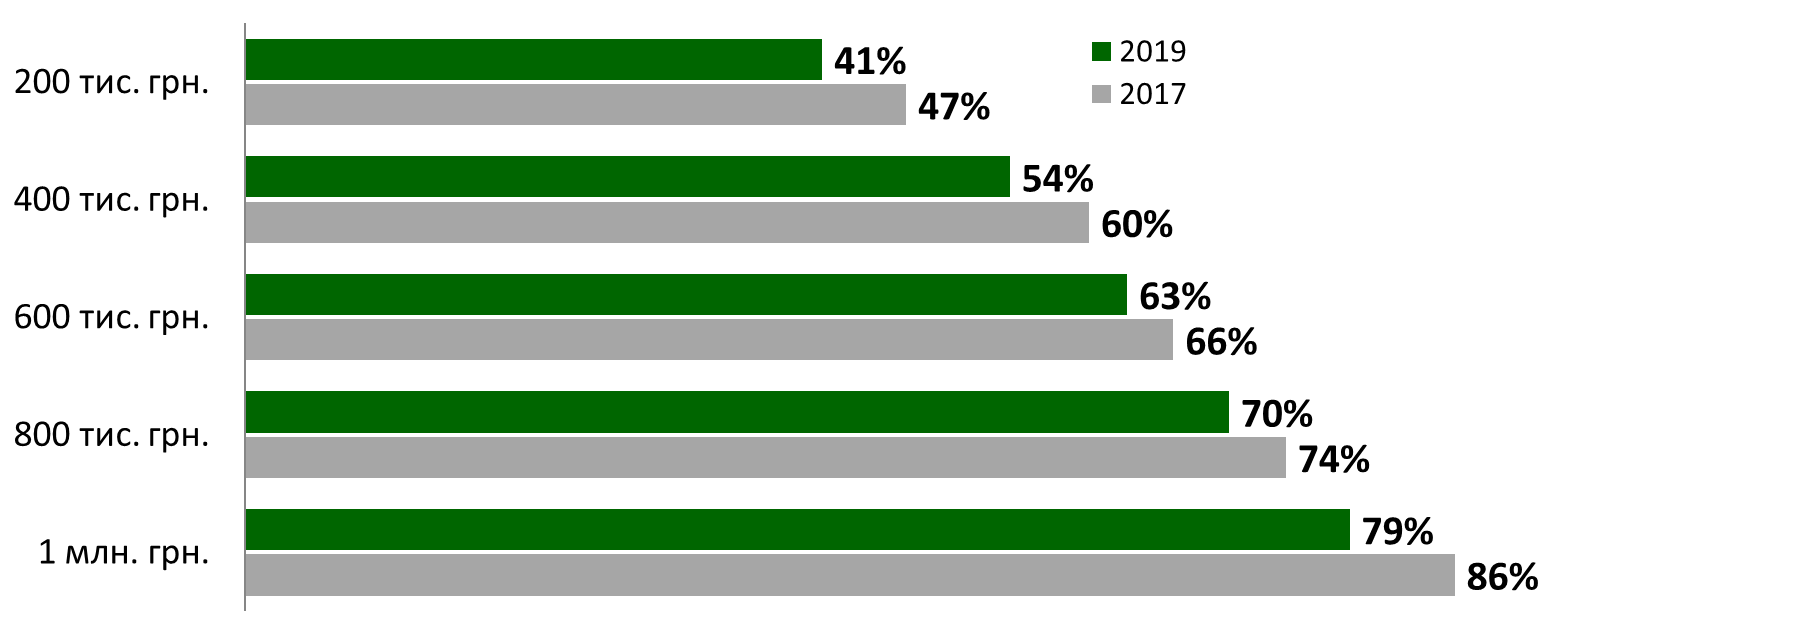 200 тис. грн.
41%
47%
2019
2017
400 тис. грн.
54%
60%
600 тис. грн.
63%
66%
800 тис. грн.
70%
74%
1 млн. грн.
79%
86%